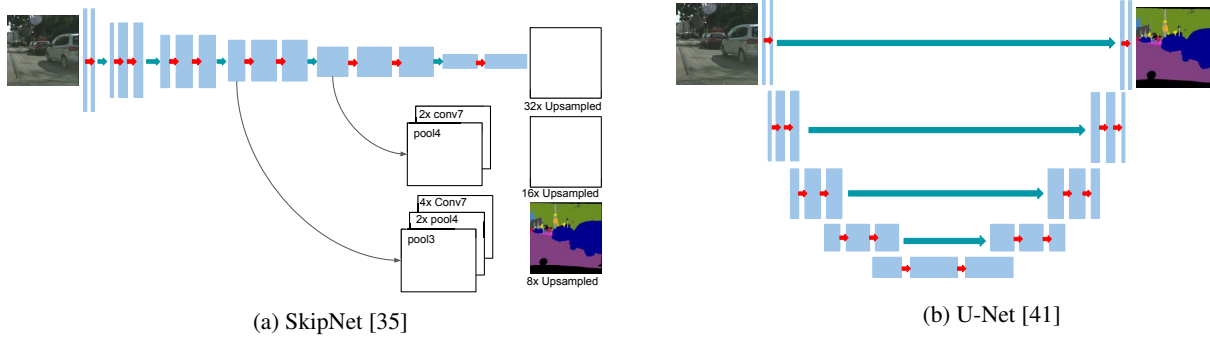 32x Upsampled
2x conv7
pool4
16x Upsampled
4x Conv7
2x pool4
pool3
8x Upsampled
(a) SkipNet [35]
(b) U-Net [41]